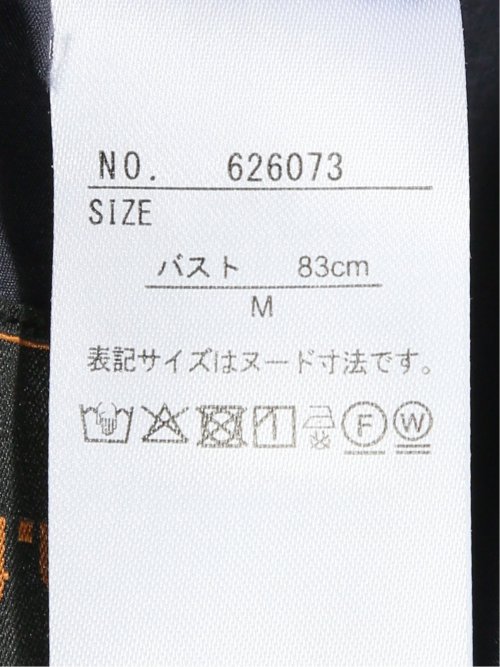 NO. 626073
SIZE
バスト 83cm
M
表記サイズはヌード寸法です。
F W